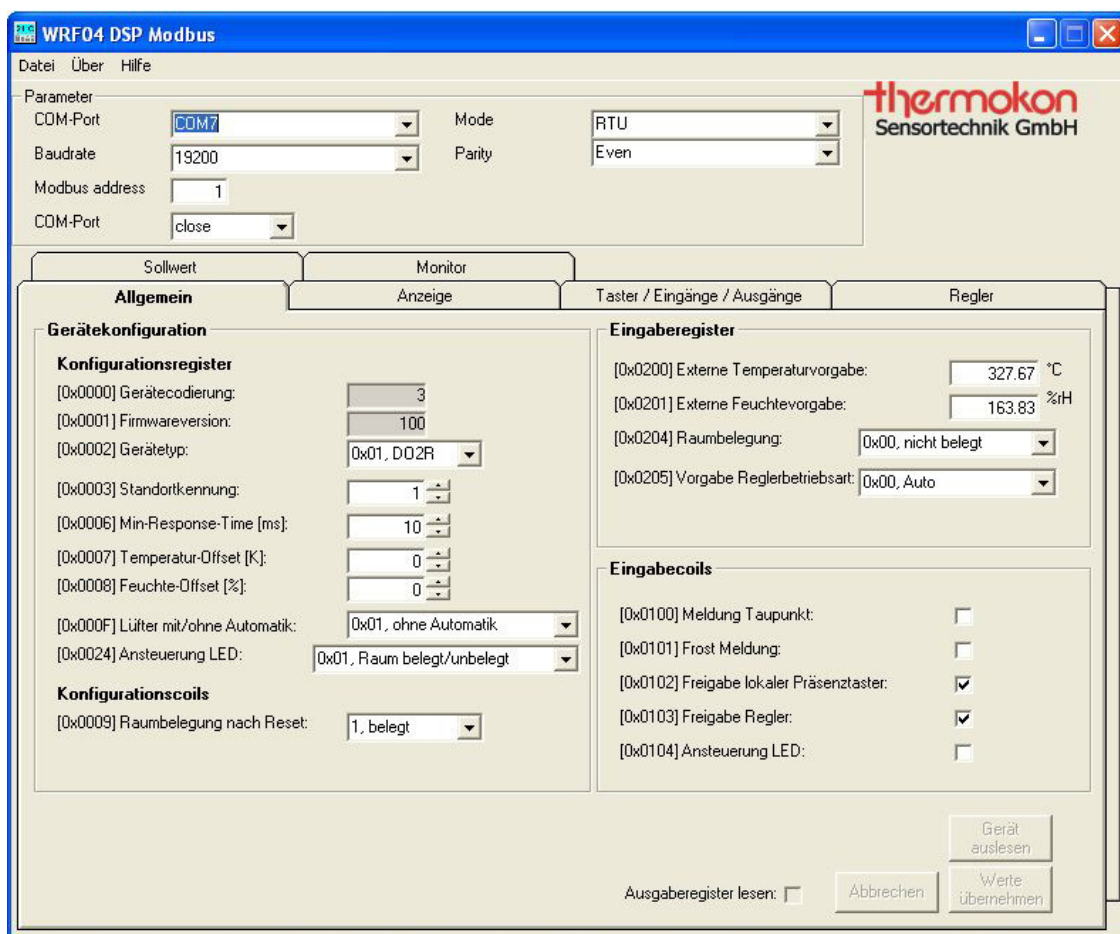 WRF04 DSP Modbus
Datei Über Hilfe
Parameter
COM-Port COM7 Mode RTU
Baudrate 19200 Parity Even
Modbus address 1
COM-Port close
thermokon
Sensortechnik GmbH
Sollwert Monitor
Allgemein Anzeige Taster / Eingänge / Ausgänge Regler
Gerätekonfiguration
Konfigurationsregister
[0x0000] Gerätecodierung: 3
[0x0001] Firmwareversion: 100
[0x0002] Gerätetyp: 0x01, DO2R
[0x0003] Standortkennung: 1
[0x0006] Min-Response-Time [ms]: 10
[0x0007] Temperatur-Offset [K]: 0
[0x0008] Feuchte-Offset [%]: 0
[0x000F] Lüfter mit/ohne Automatik: 0x01, ohne Automatik
[0x0024] Ansteuerung LED: 0x01, Raum belegt/unbelegt
Konfigurationscoils
[0x0009] Raumbelegung nach Reset: 1, belegt
Eingaberegister
[0x0200] Externe Temperaturvorgabe: 327.67 °C
[0x0201] Externe Feuchtevorgabe: 163.83 %rH
[0x0204] Raumbelegung: 0x00, nicht belegt
[0x0205] Vorgabe Reglerbetriebsart: 0x00, Auto
Eingabecoils
[0x0100] Meldung Taupunkt:
[0x0101] Frost Meldung:
[0x0102] Freigabe lokaler Präsenztaster:
[0x0103] Freigabe Regler:
[0x0104] Ansteuerung LED:
Gerät
auslesen
Ausgaberegister lesen: Abbrechen
Werte
übernehmen